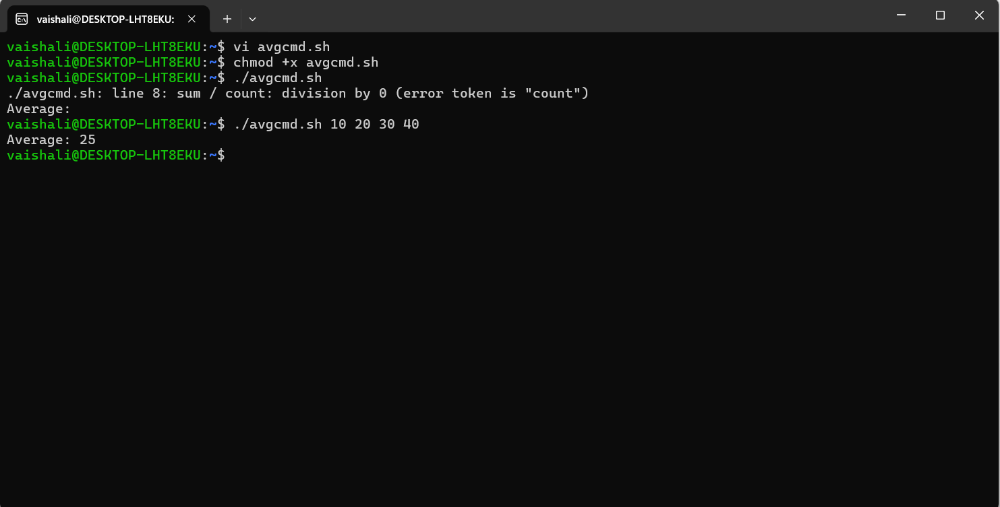 vaishali@DESKTOP-LHT8EKU:
vaishali@DESKTOP-LHT8EKU:~$ vi avgcmd.sh
vaishali@DESKTOP-LHT8EKU:~$ chmod +x avgcmd.sh
vaishali@DESKTOP-LHT8EKU:~$ ./avgcmd.sh
./avgcmd.sh: line 8: sum / count: division by 0 (error token is "count")
Average:
vaishali@DESKTOP-LHT8EKU:~$ ./avgcmd.sh 10 20 30 40
Average: 25
vaishali@DESKTOP-LHT8EKU:~$